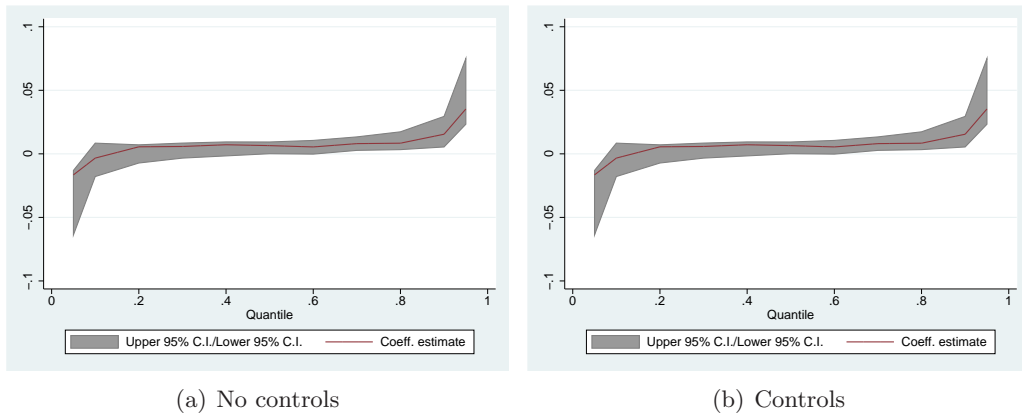 .1
.05
0
-.05
-.1
0
.2
.4
.6
.8
1
Quantile
Upper 95% C.I./Lower 95% C.I.
Coeff. estimate
(a) No controls
.1
.05
0
-.05
-.1
0
.2
.4
.6
.8
1
Quantile
Upper 95% C.I./Lower 95% C.I.
Coeff. estimate
(b) Controls